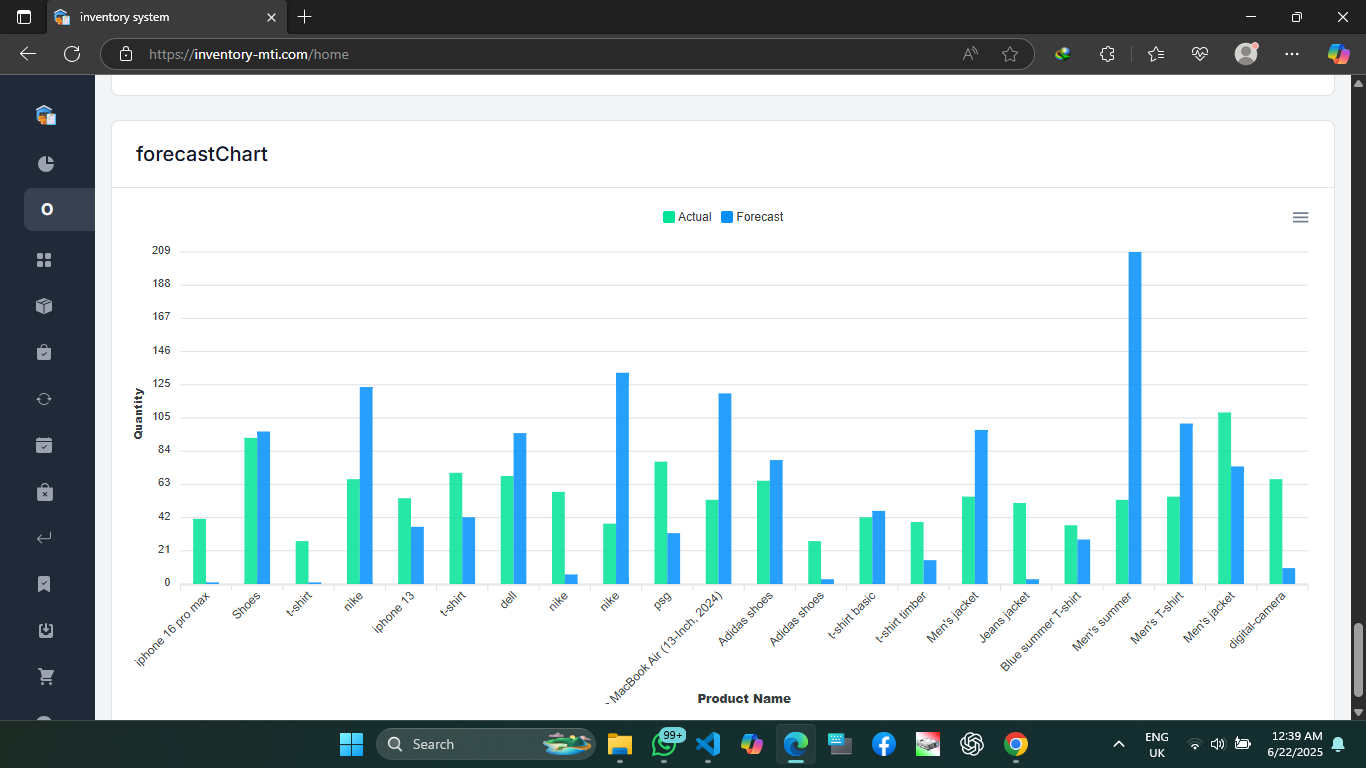 inventory system
https://inventory-mti.com/home
O
forecastChart
Actual Forecast
209
188
167
146
125
105
84
63
42
21
0
Quantity
iphone 16 pro max
Shoes
t-shirt
nike
iphone 13
t-shirt
dell
nike
nike
psg
MacBook Air (13-Inch, 2024)
Adidas shoes
Adidas shoes
t-shirt basic
t-shirt timber
Men's jacket
Jeans jacket
Blue summer T-shirt
Men's summer
Men's T-shirt
Men's jacket
digital-camera
Product Name
Search
99+
ENG
UK
12:39 AM
6/22/2025